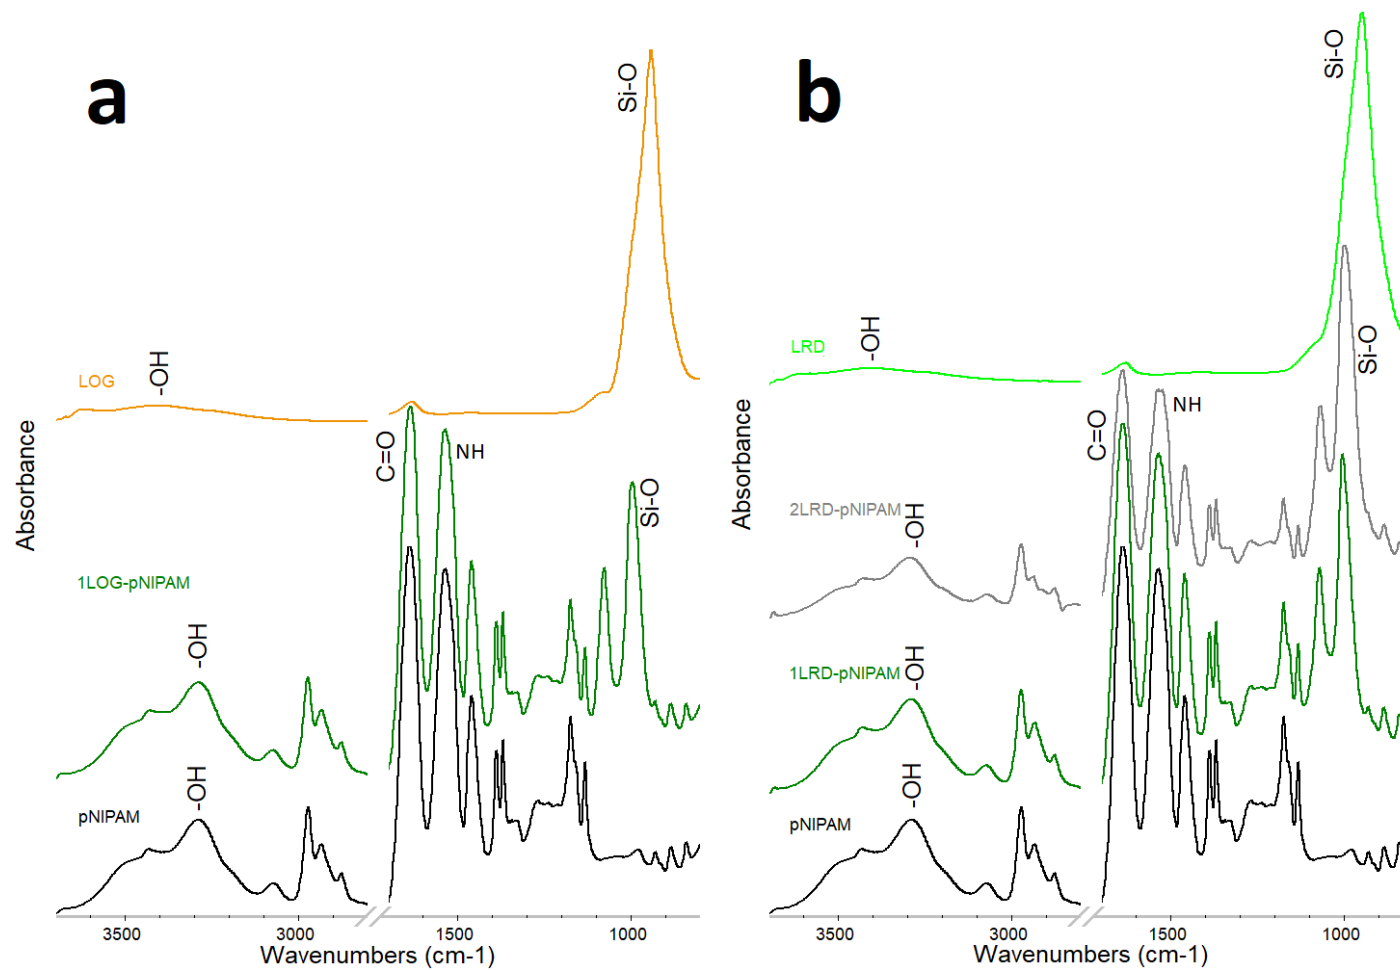 a
Si-O
LOG
-OH
C=O
NH
Si-O
1LOG-pNIPAM
-OH
pNIPAM
-OH
Absorbance
3500
3000
1500
1000
Wavenumbers (cm-1)
b
Si-O
LRD
-OH
Si-O
C=O
NH
2LRD-pNIPAM
-OH
1LRD-pNIPAM
-OH
pNIPAM
-OH
Absorbance
3500
3000
1500
1000
Wavenumbers (cm-1)